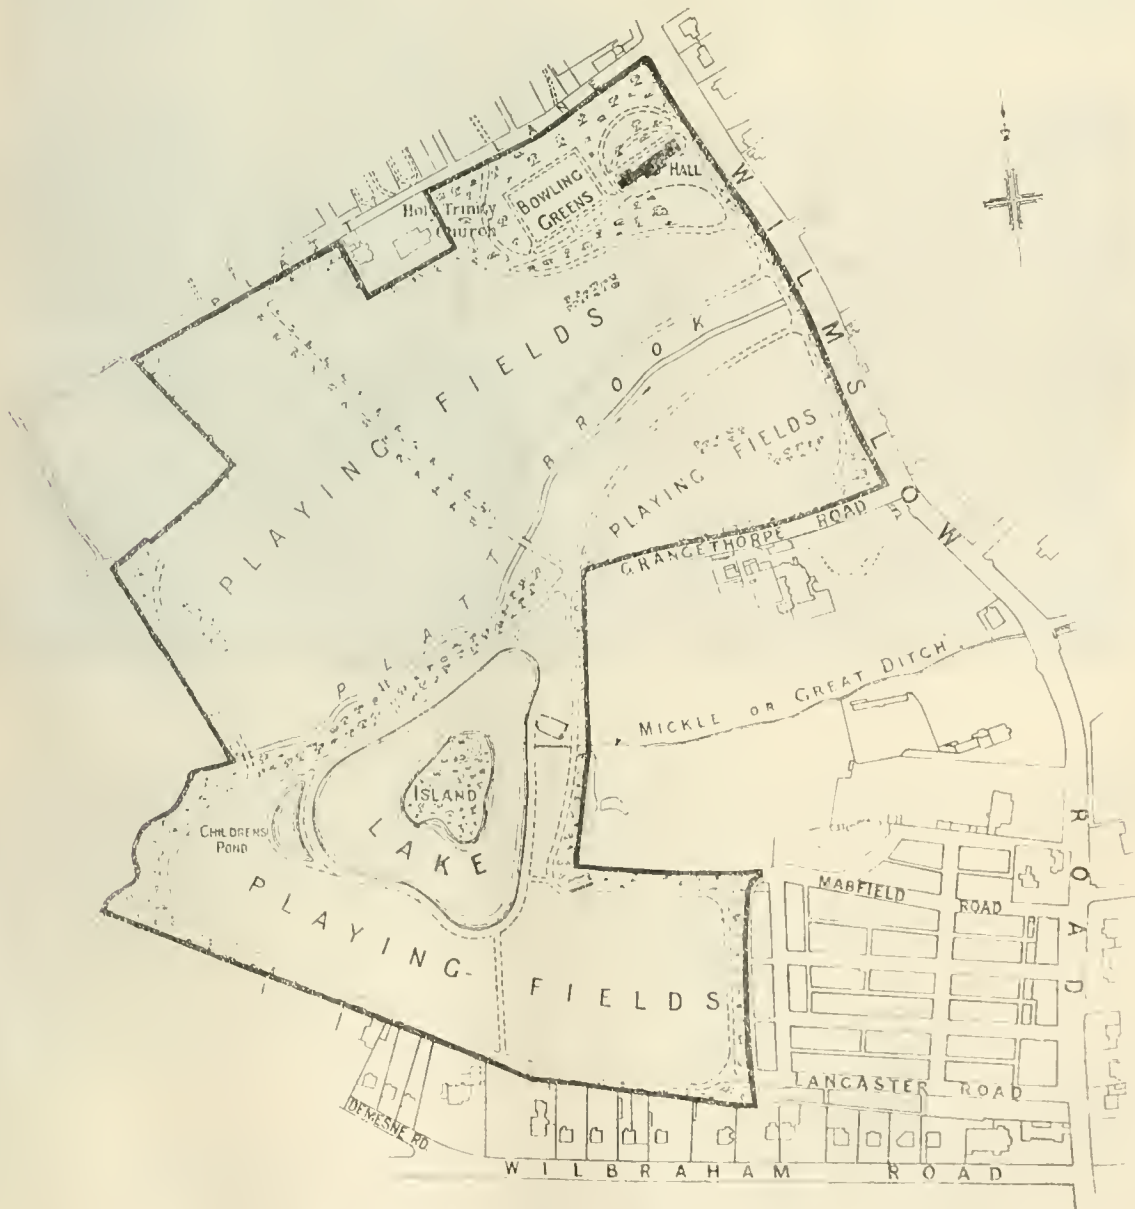 PLATT LANE
HALL
Holy Trinity
Church
BOWLING
GREENS
WILMSLOW ROAD
PLAYING FIELDS
PLATT BROOK
PLAYING FIELDS
GRANGETHORPE ROAD
MICKLE OR GREAT DITCH
ISLAND
LAKE
CHILDRENS
POND
PLAYING FIELDS
MABFIELD ROAD
LANCASTER ROAD
DEMESNE RD
WILBRAHAM ROAD